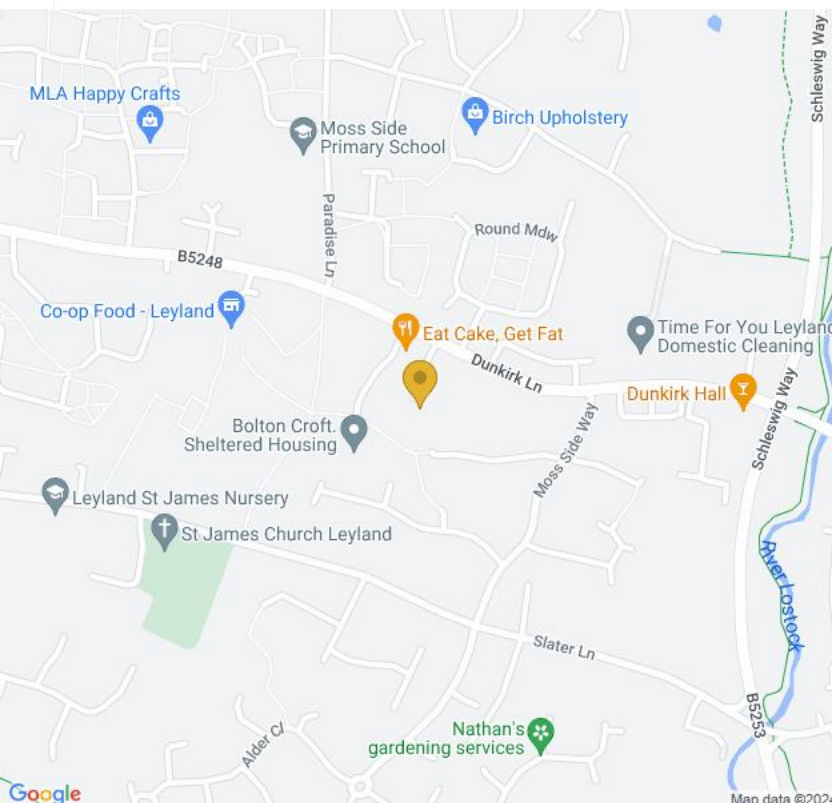 Schleswig Way
MLA Happy Crafts
Birch Upholstery
Moss Side
Primary School
Paradise Ln
Round Mdw
B5248
Co-op Food - Leyland
Eat Cake, Get Fat
Time For You Leyland
Domestic Cleaning
Dunkirk Ln
Dunkirk Hall
Bolton Croft.
Sheltered Housing
Moss Side Way
Schleswig Way
Leyland St James Nursery
St James Church Leyland
River Lostock
Slater Ln
B5253
Nathan's
gardening services
Alder Cl
Google
Map data ©2024